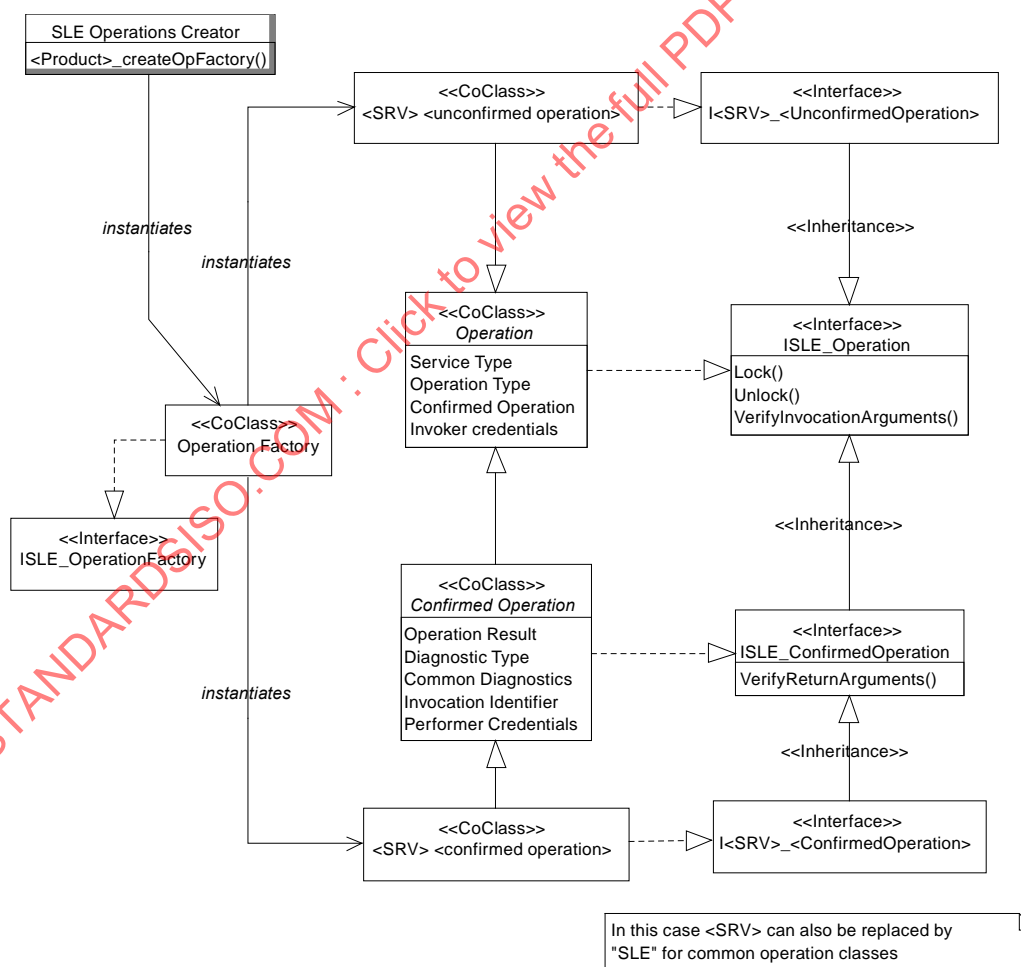 SLE Operations Creator
<Product>_createOpFactory()
<<CoClass>>
<SRV> <unconfirmed operation>
<<Interface>>
I<SRV>_<UnconfirmedOperation>
instantiates
instantiates
<<Inheritance>>
<<CoClass>>
Operation
Service Type
Operation Type
Confirmed Operation
Invoker credentials
<<Interface>>
ISLE_Operation
Lock()
Unlock()
VerifyInvocationArguments()
<<CoClass>>
Operation Factory
<<Interface>>
ISLE_OperationFactory
<<Inheritance>>
<<CoClass>>
Confirmed Operation
Operation Result
Diagnostic Type
Common Diagnostics
Invocation Identifier
Performer Credentials
<<Interface>>
ISLE_ConfirmedOperation
VerifyReturnArguments()
instantiates
<<Inheritance>>
<<CoClass>>
<SRV> <confirmed operation>
<<Interface>>
I<SRV>_<ConfirmedOperation>
In this case <SRV> can also be replaced by
"SLE" for common operation classes
STANDARDSISO.COM : Click to view the full PDF